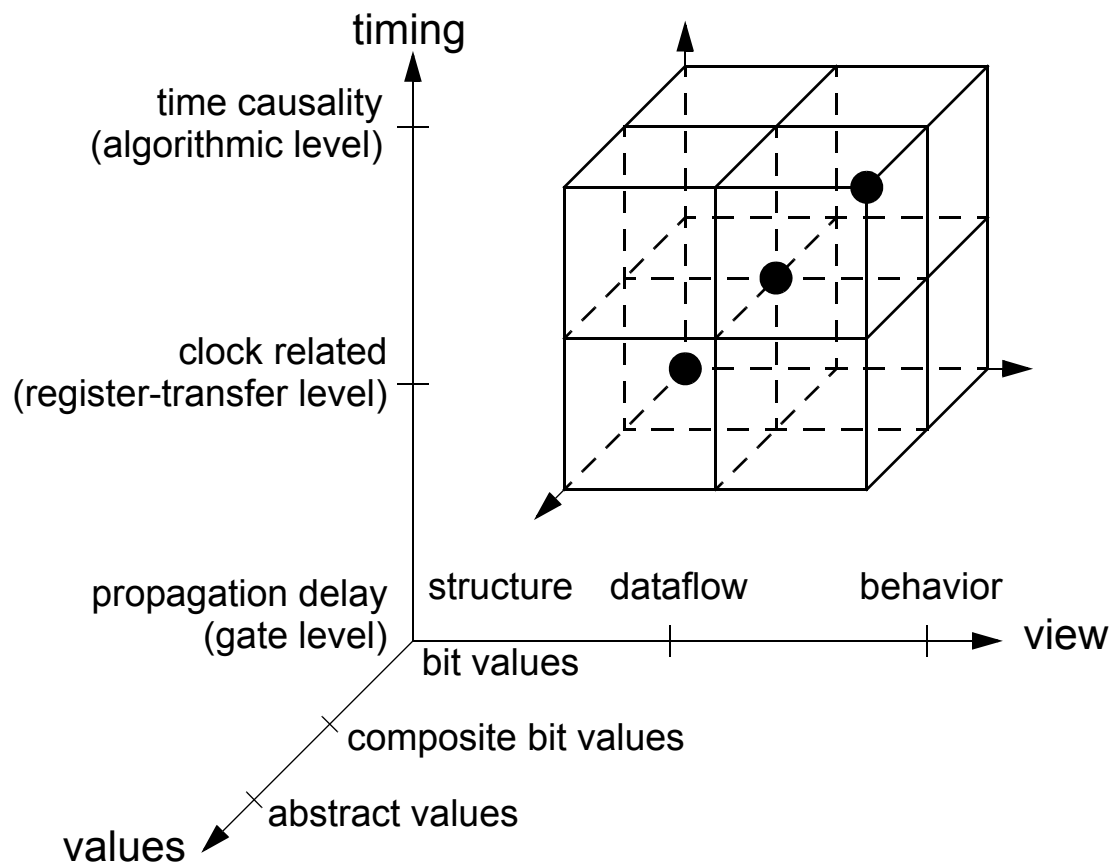 timing
time causality
(algorithmic level)
clock related
(register-transfer level)
propagation delay
(gate level)
structure
dataflow
behavior
view
bit values
composite bit values
abstract values
values